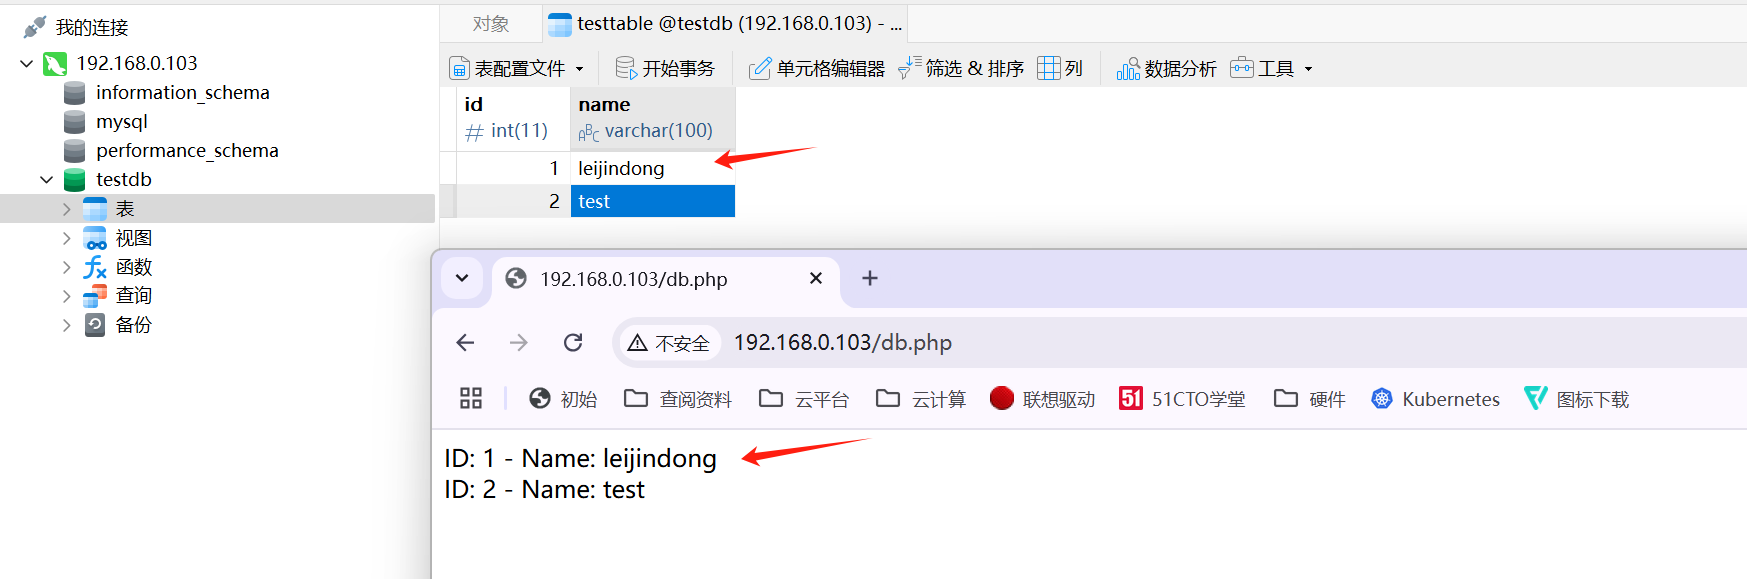 我的连接
192.168.0.103
information_schema
mysql
performance_schema
testdb
表
视图
函数
查询
备份
对象
testtable @testdb (192.168.0.103) - ...
表配置文件 开始事务 单元格编辑器 筛选 & 排序 列 数据分析 工具
id name
# int(11) ABC varchar(100)
1 leijindong
2 test
192.168.0.103/db.php
不安全 192.168.0.103/db.php
初始 查阅资料 云平台 云计算 联想驱动 51 51CTO学堂 硬件 Kubernetes 图标下载
ID: 1 - Name: leijindong
ID: 2 - Name: test